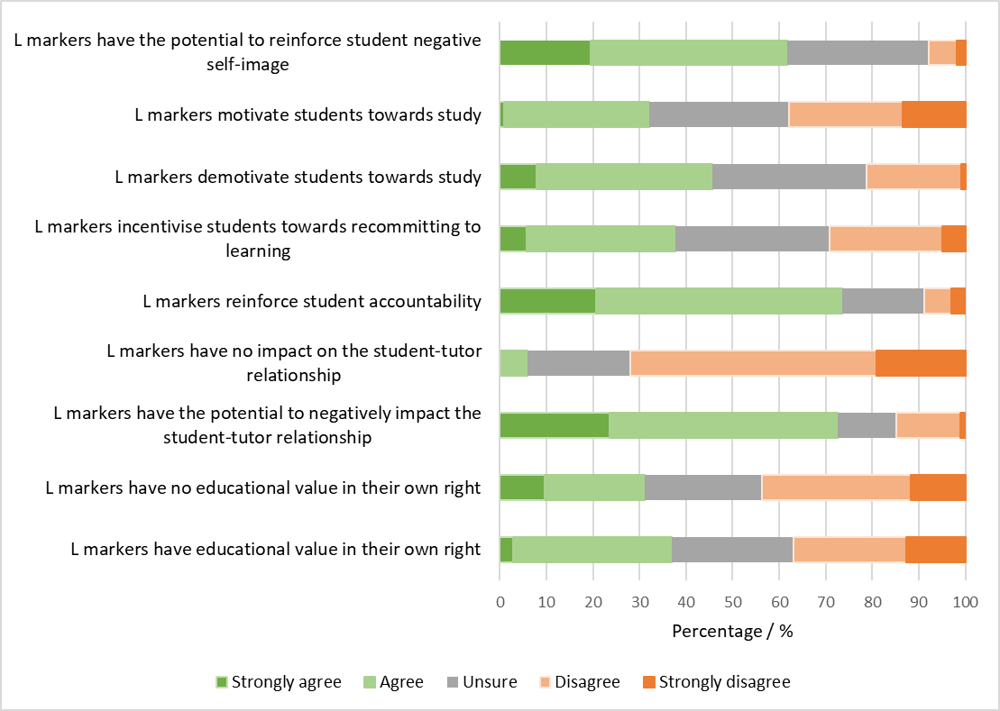 L markers have the potential to reinforce student negative
self-image
L markers motivate students towards study
L markers demotivate students towards study
L markers incentivise students towards recommitting to
learning
L markers reinforce student accountability
L markers have no impact on the student-tutor
relationship
L markers have the potential to negatively impact the
student-tutor relationship
L markers have no educational value in their own right
L markers have educational value in their own right
0 10 20 30 40 50 60 70 80 90 100
Percentage / %
Strongly agree Agree Unsure Disagree Strongly disagree